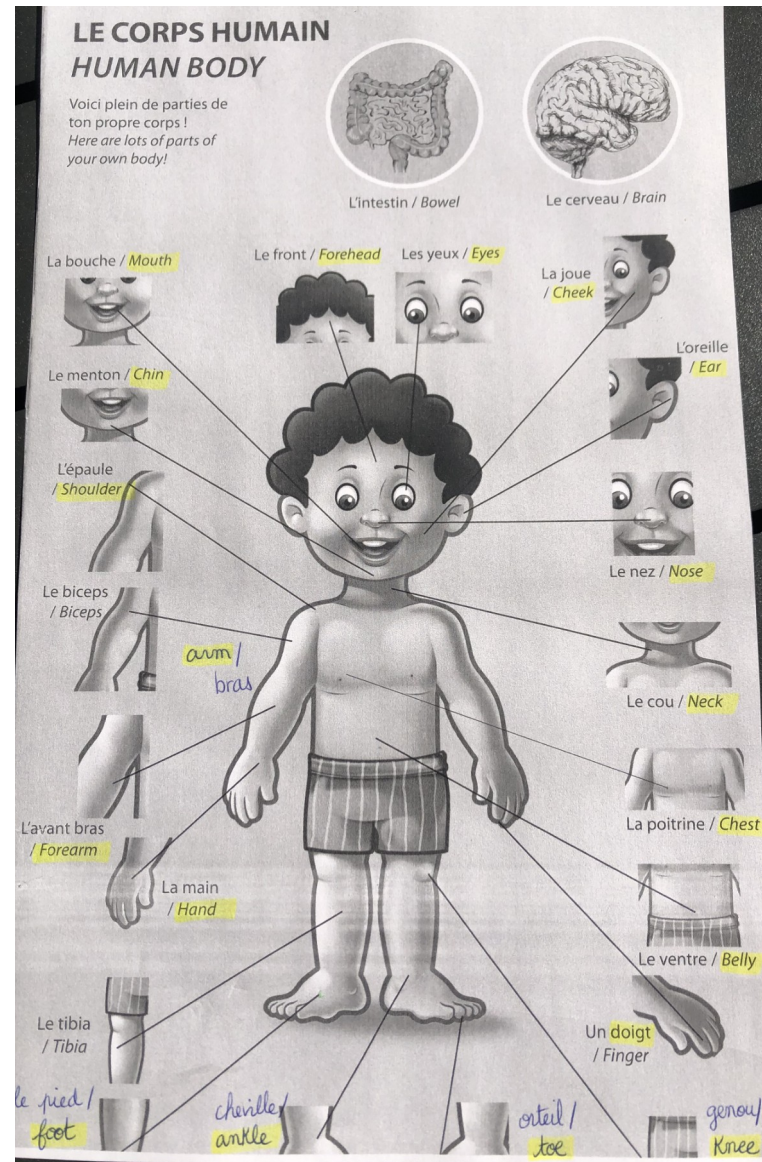 LE CORPS HUMAIN
HUMAN BODY
Voici plein de parties de
ton propre corps !
Here are lots of parts of
your own body!
L'intestin / Bowel
Le cerveau / Brain
La bouche / Mouth
Le front / Forehead
Les yeux / Eyes
La joue
/ Cheek
L'oreille
/ Ear
Le menton / Chin
L'épaule
/ Shoulder
Le nez / Nose
Le biceps
/ Biceps
arm/
bras
Le cou / Neck
L'avant bras
/ Forearm
La poitrine / Chest
La main
/ Hand
Le ventre / Belly
Le tibia
/ Tibia
Un doigt
/ Finger
le pied/
foot
cheville/
ankle
orteil/
toe
genou/
Knee